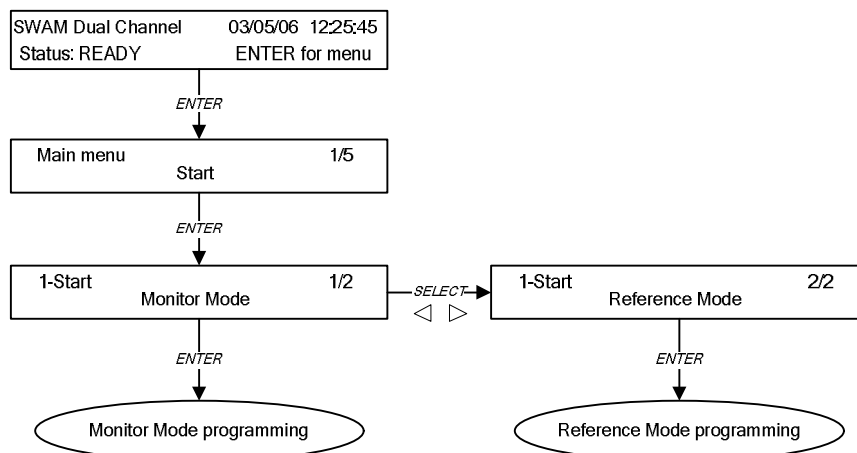 SWAM Dual Channel 03/05/06 12:25:45
Status: READY ENTER for menu
ENTER
Main menu 1/5
Start
ENTER
1-Start 1/2
Monitor Mode
SELECT
1-Start 2/2
Reference Mode
ENTER
ENTER
Monitor Mode programming
Reference Mode programming